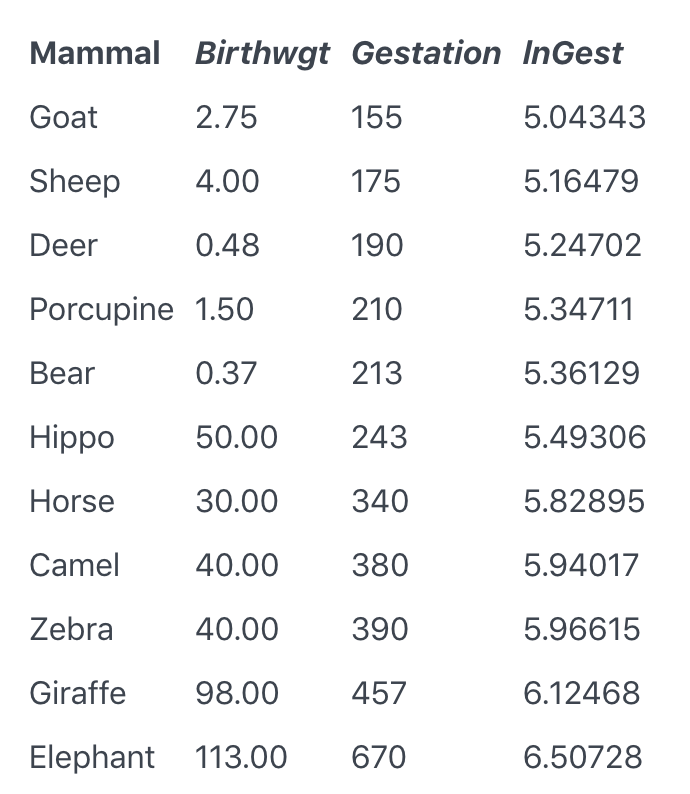 Mammal Birthwgt Gestation lnGest
Goat 2.75 155 5.04343
Sheep 4.00 175 5.16479
Deer 0.48 190 5.24702
Porcupine 1.50 210 5.34711
Bear 0.37 213 5.36129
Hippo 50.00 243 5.49306
Horse 30.00 340 5.82895
Camel 40.00 380 5.94017
Zebra 40.00 390 5.96615
Giraffe 98.00 457 6.12468
Elephant 113.00 670 6.50728